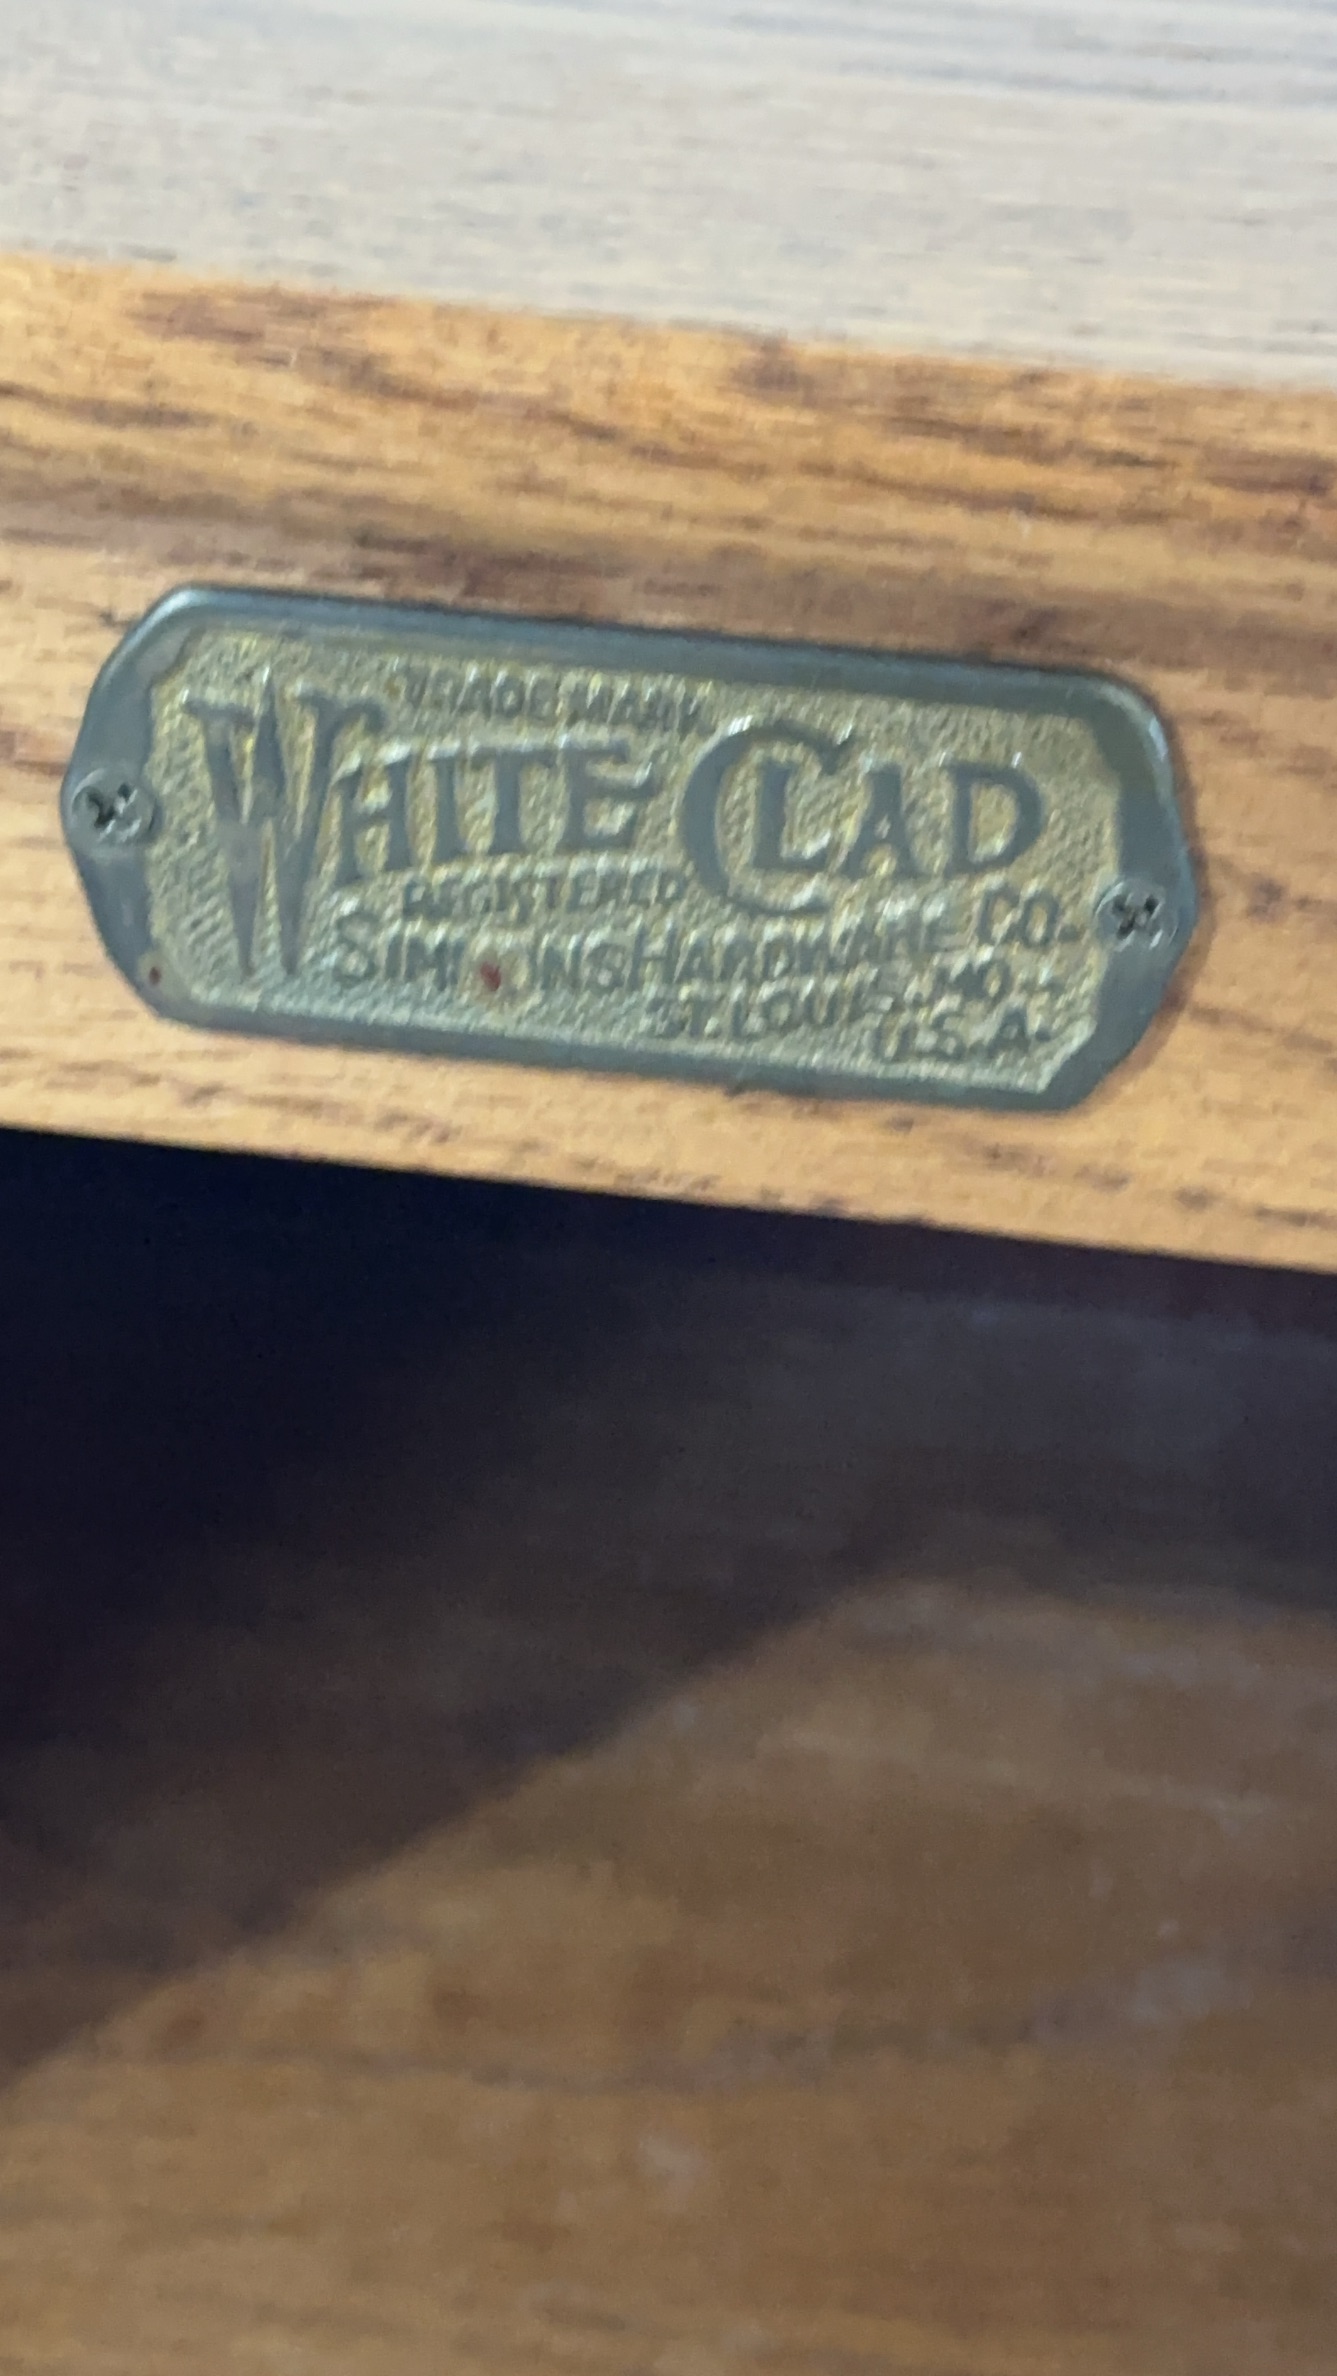 TRADE MARK
WHITE CLAD
REGISTERED
SIMMONS HARDWARE CO.
ST. LOUIS. MO.
U.S.A.